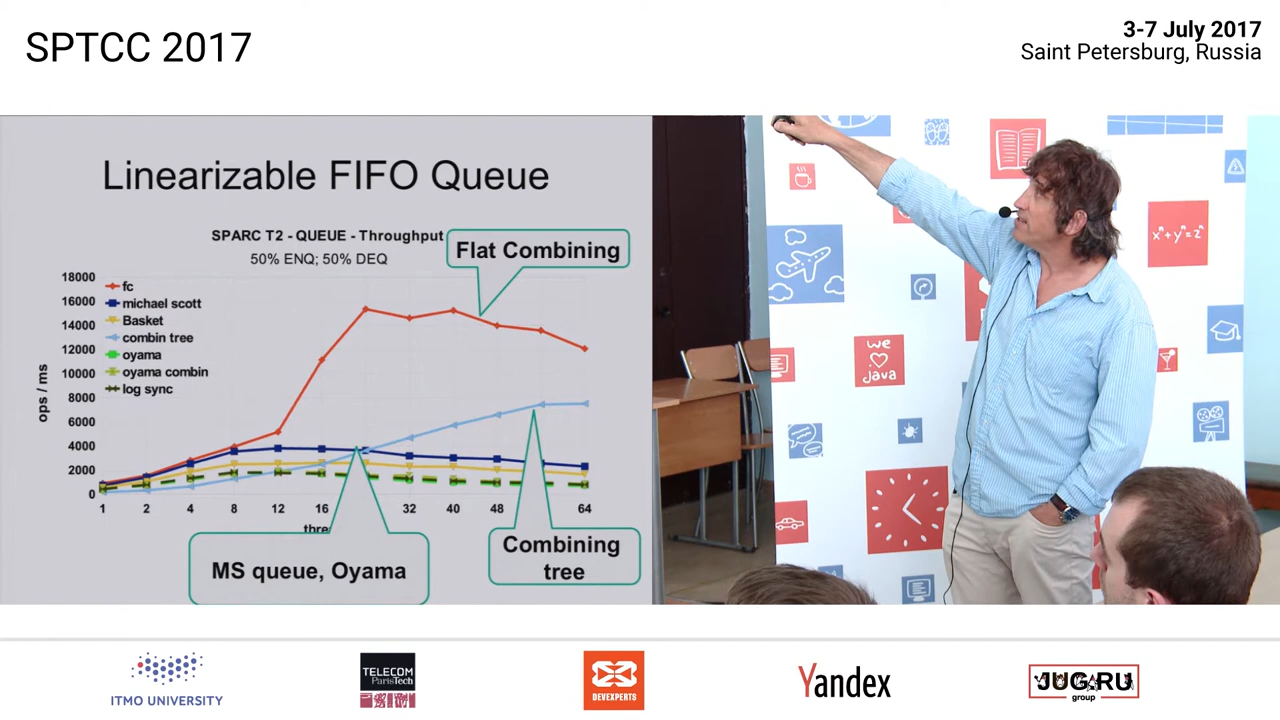 SPTCC 2017
3-7 July 2017
Saint Petersburg, Russia
Linearizable FIFO Queue
SPARC T2 - QUEUE - Throughput
50% ENQ; 50% DEQ
Flat Combining
18000
16000
14000
12000
10000
8000
6000
4000
2000
0
ops / ms
fc
michael scott
Basket
combin tree
oyama
oyama combin
log sync
1 2 4 8 12 16 32 40 48 64
MS queue, Oyama
Combining
tree
we
java
xⁿ+yⁿ=zⁿ
ITMO UNIVERSITY
TELECOM
ParisTech
DEVEXPERTS
Yandex
JUG.RU
group